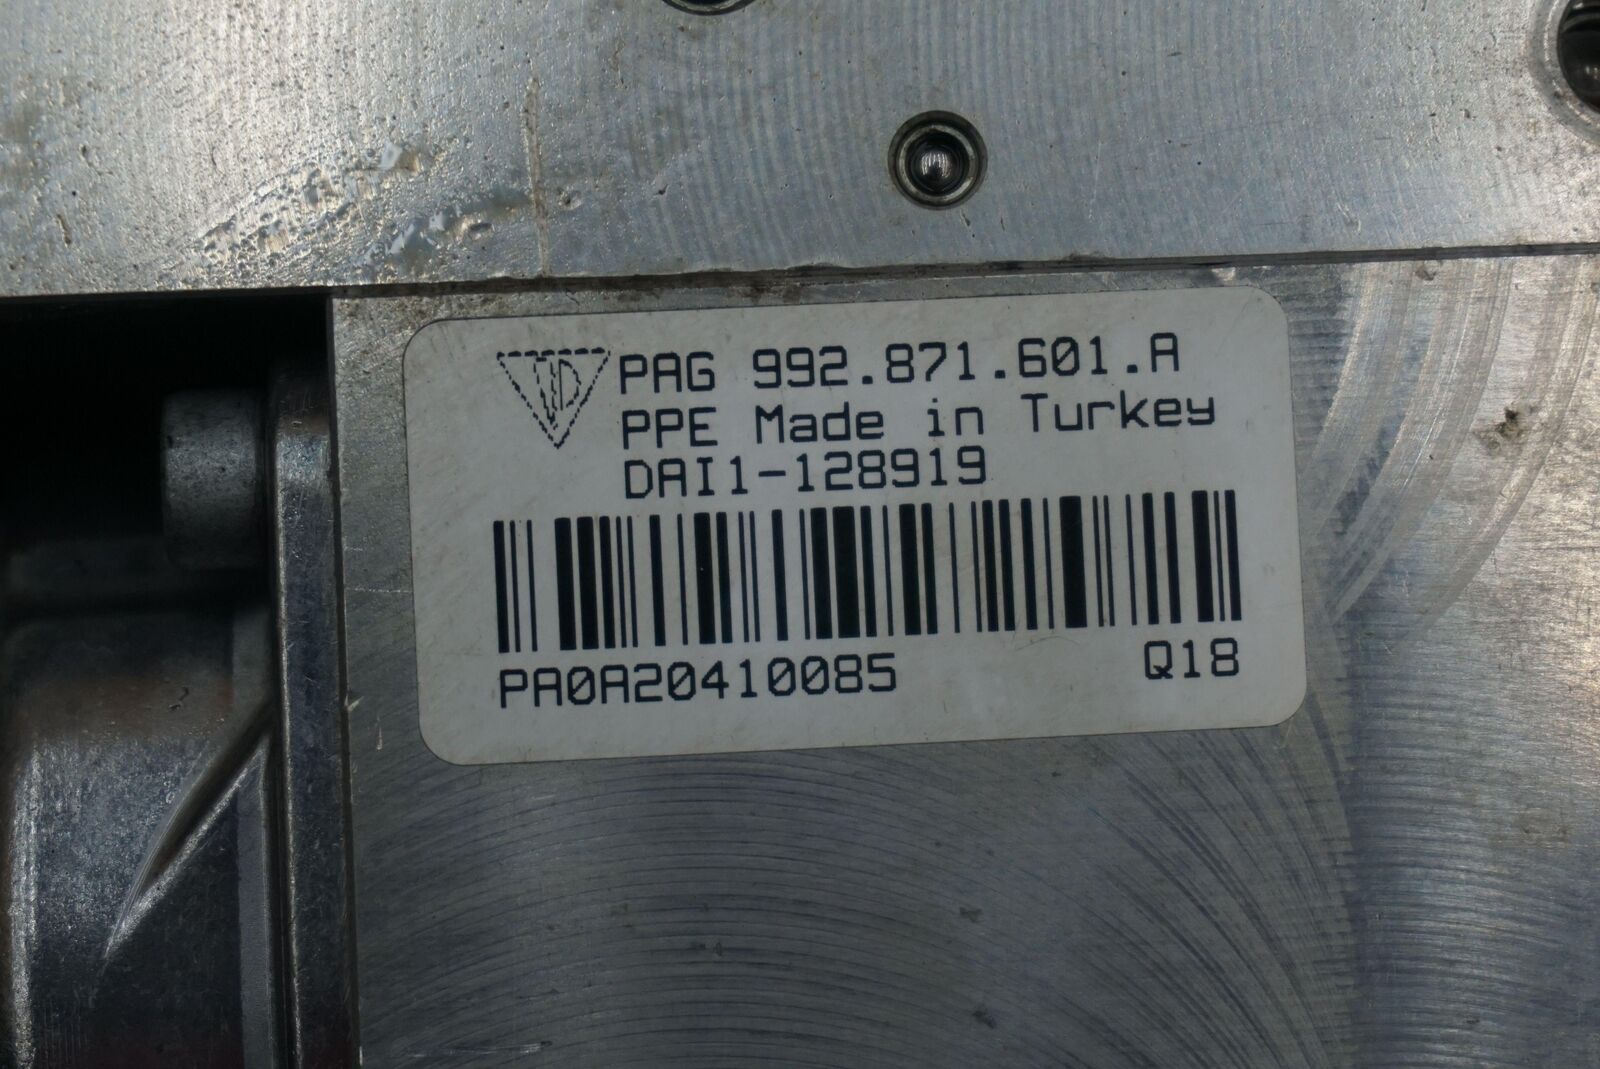 PAG 992.871.601.A
PPE Made in Turkey
DAI1-128919
PA0A20410085 Q18